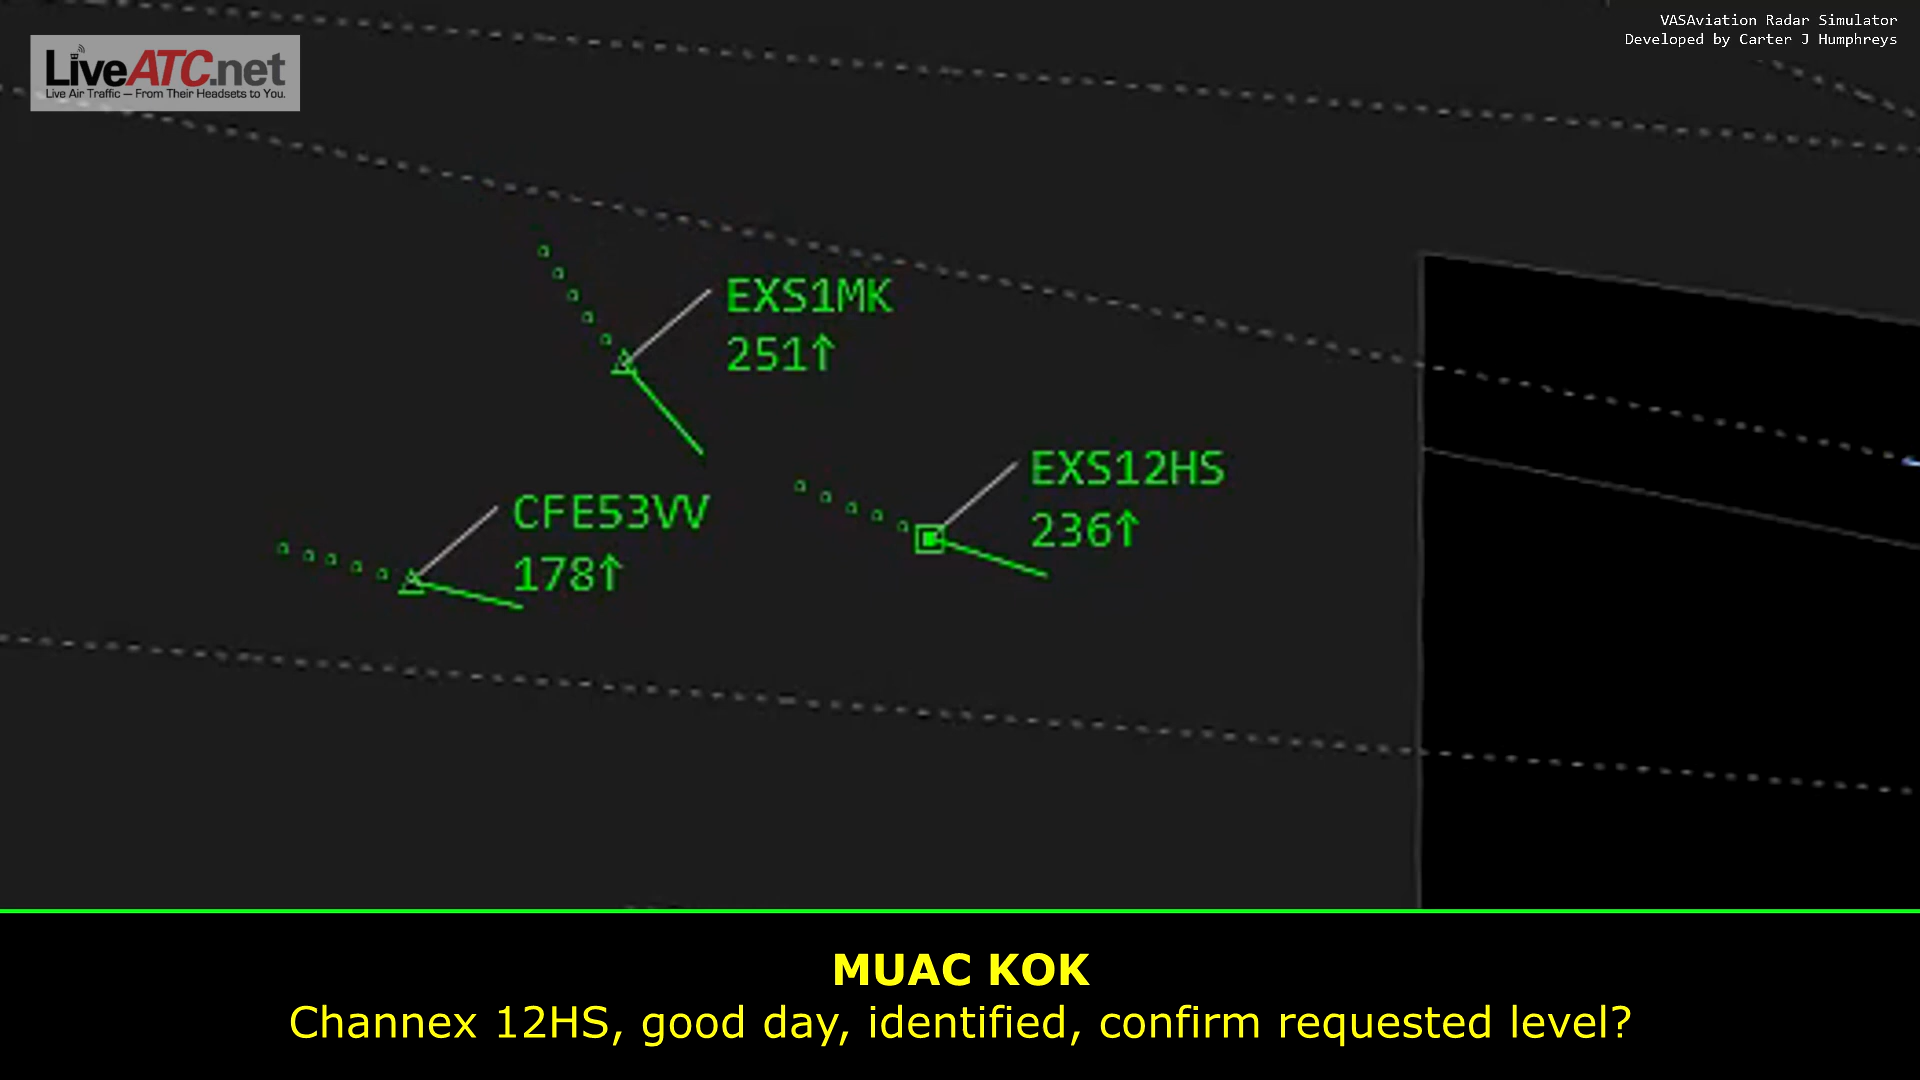 VASAviation Radar Simulator
Developed by Carter J Humphreys
LiveATC.net
Live Air Traffic — From Their Headsets to You.
EXS1MK
251↑
EXS12HS
236↑
CFE53VV
178↑
MUAC KOK
Channex 12HS, good day, identified, confirm requested level?